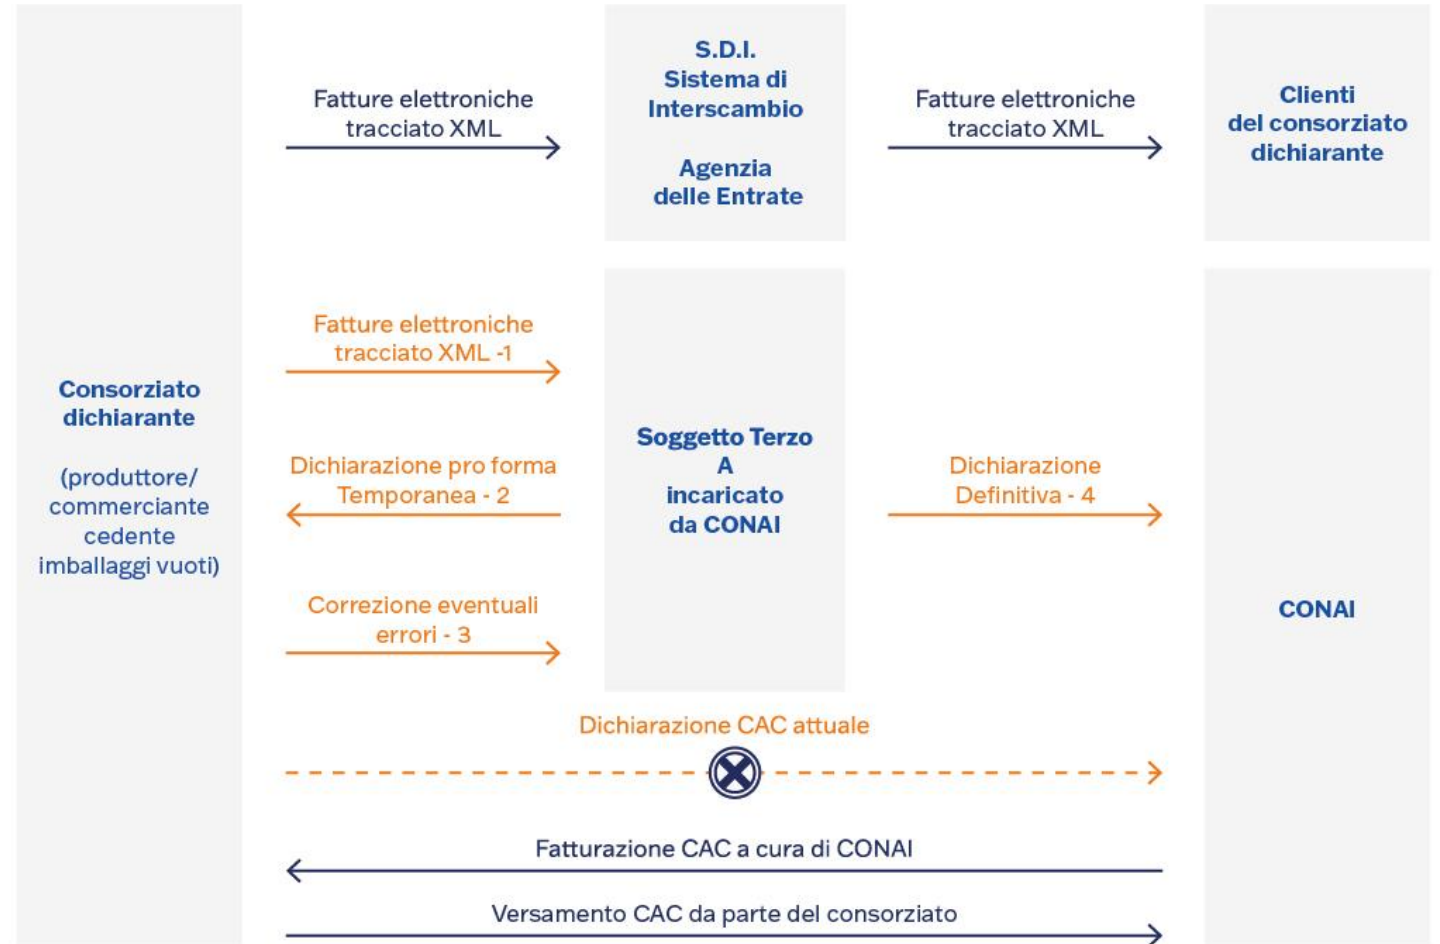 Fatture elettroniche
tracciato XML
S.D.I.
Sistema di
Interscambio
Agenzia
delle Entrate
Fatture elettroniche
tracciato XML
Clienti
del consorziato
dichiarante
Consorziato
dichiarante
(produttore/
commerciante
cedente
imballaggi vuoti)
Fatture elettroniche
tracciato XML -1
Dichiarazione pro forma
Temporanea - 2
Correzione eventuali
errori - 3
Soggetto Terzo
A
incaricato
da CONAI
Dichiarazione
Definitiva - 4
CONAI
Dichiarazione CAC attuale
Fatturazione CAC a cura di CONAI
Versamento CAC da parte del consorziato